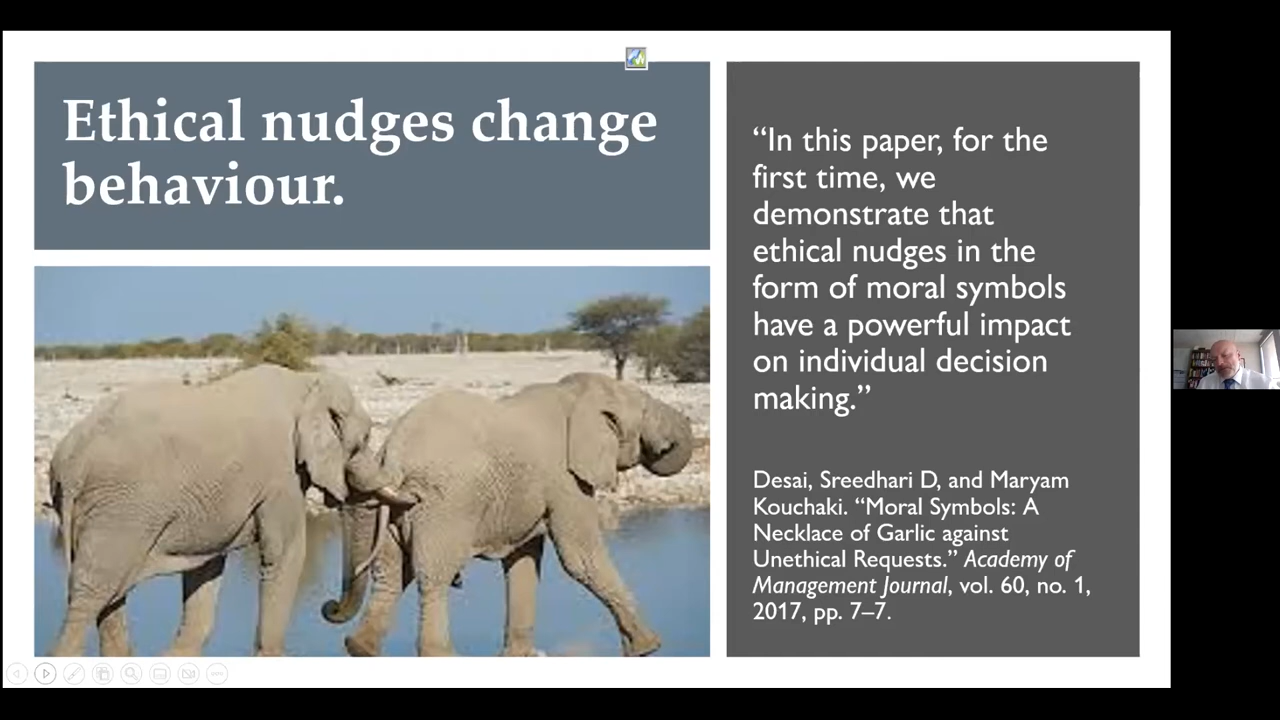 Ethical nudges change
behaviour.
“In this paper, for the
first time, we
demonstrate that
ethical nudges in the
form of moral symbols
have a powerful impact
on individual decision
making.”
Desai, Sreedhari D, and Maryam
Kouchaki. “Moral Symbols: A
Necklace of Garlic against
Unethical Requests.” Academy of
Management Journal, vol. 60, no. 1,
2017, pp. 7–7.